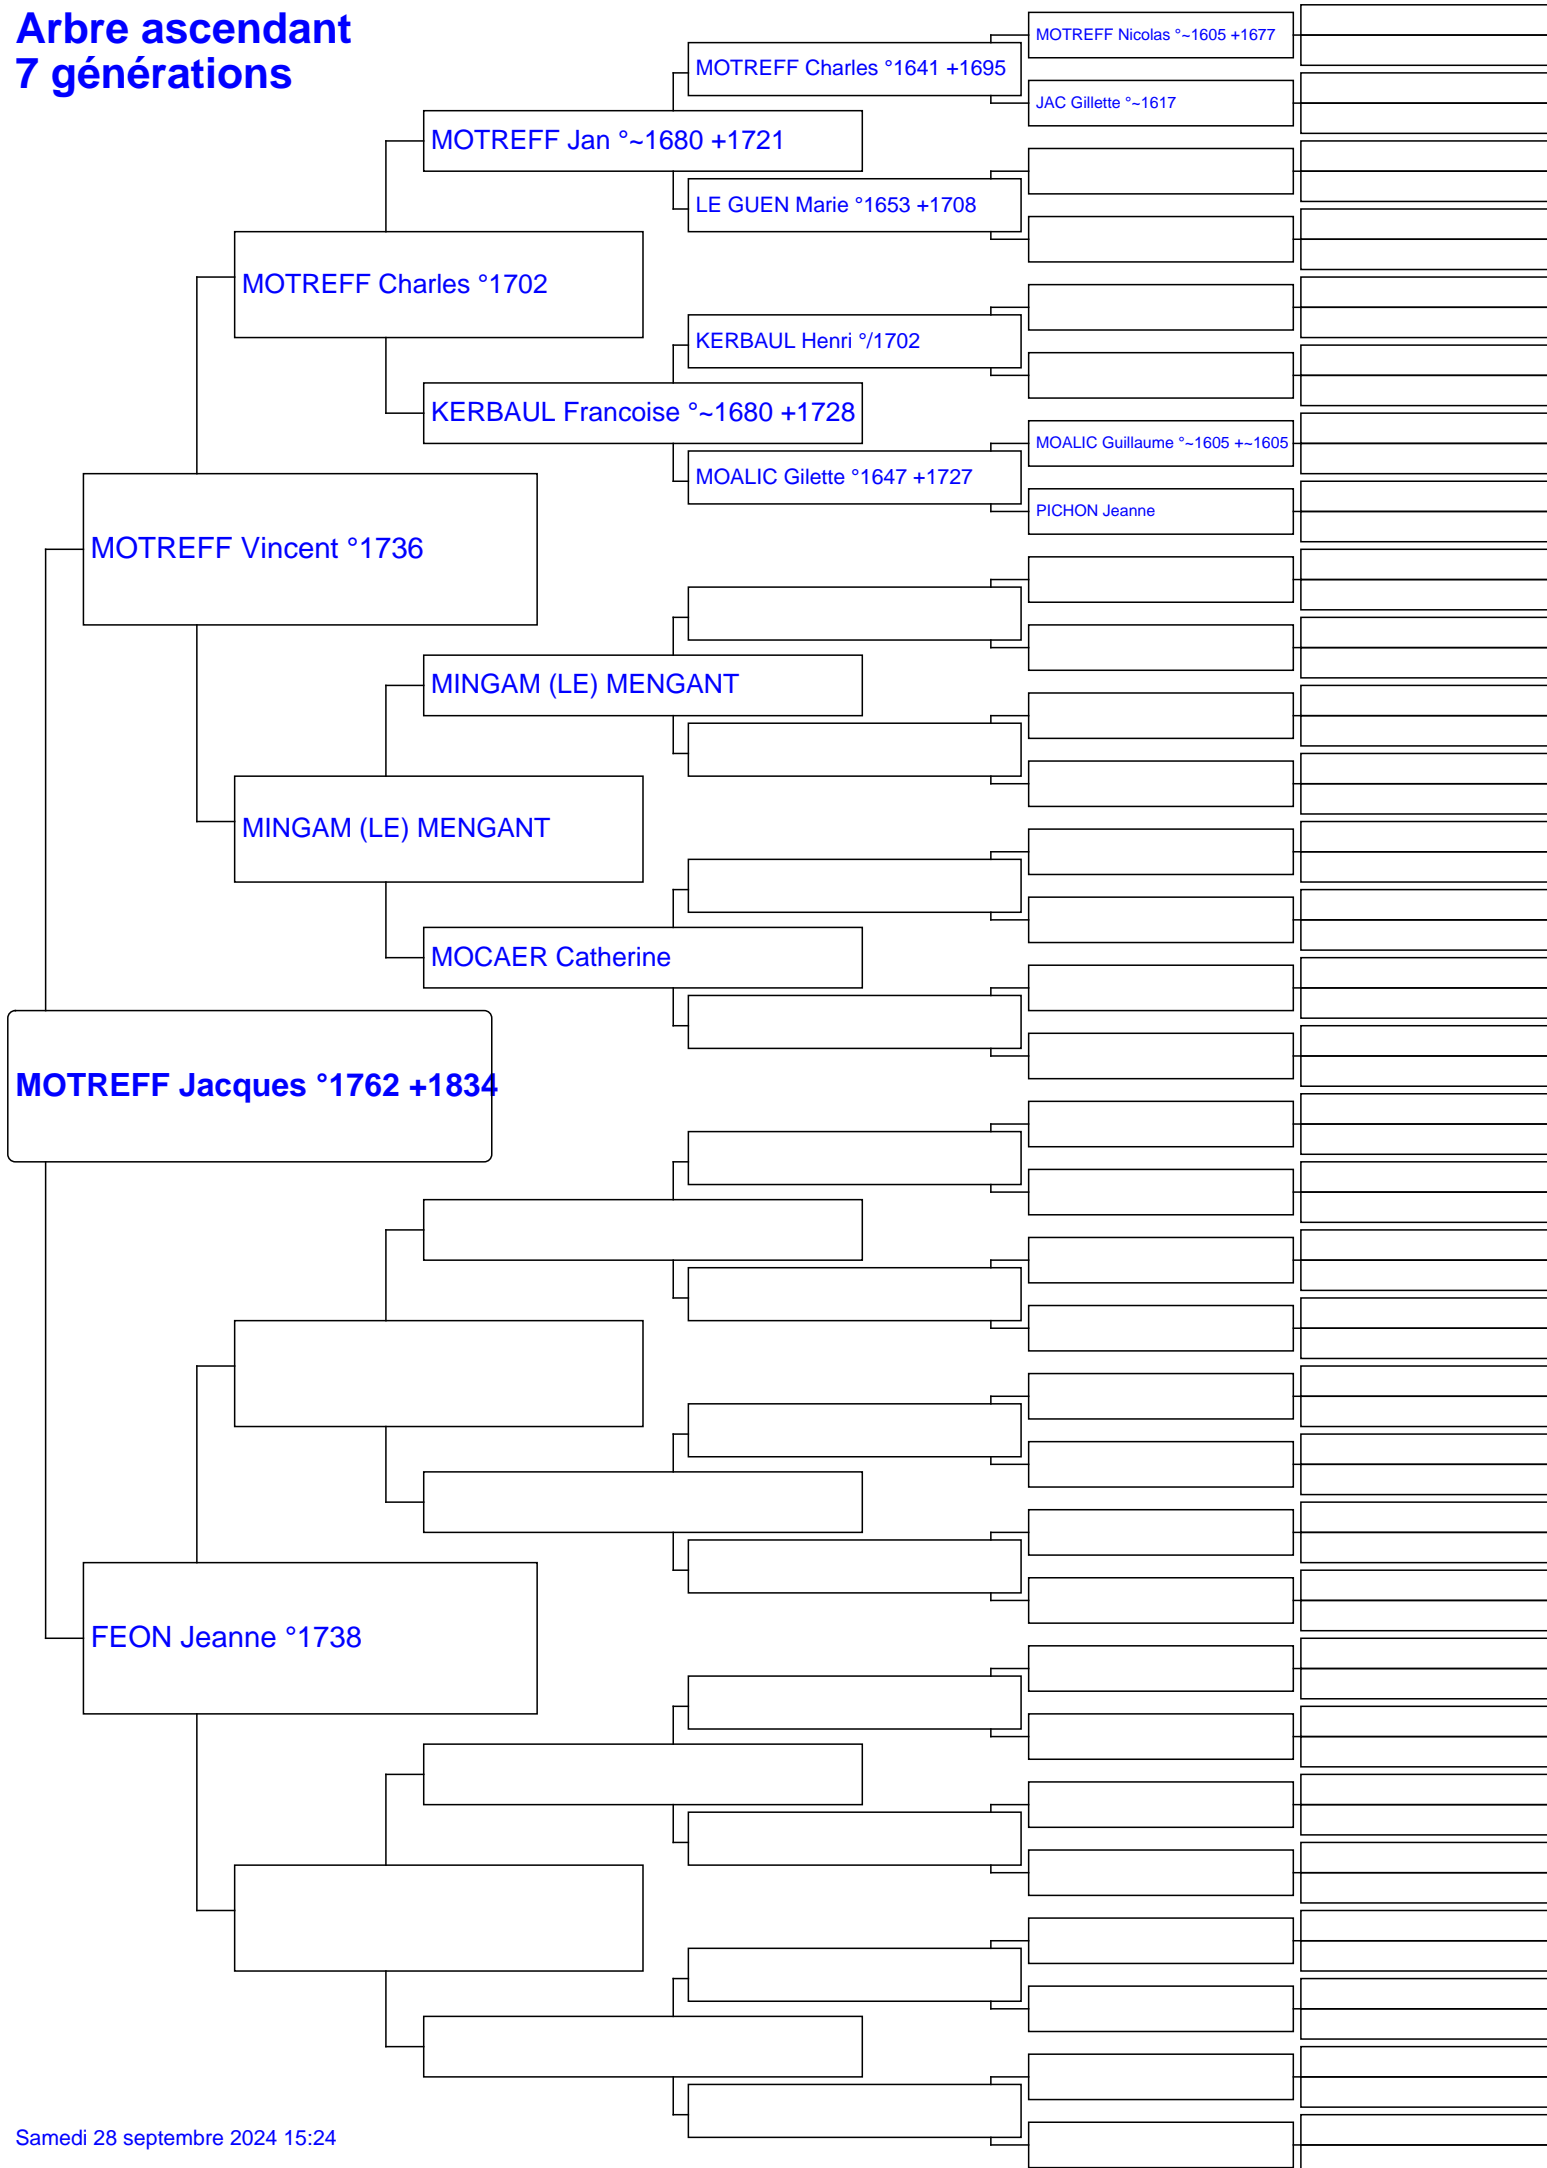 Arbre ascendant
7 générations
MOTREFF Nicolas °~1605 +1677
MOTREFF Charles °1641 +1695
JAC Gillette °~1617
MOTREFF Jan °~1680 +1721
LE GUEN Marie °1653 +1708
MOTREFF Charles °1702
KERBAUL Henri °/1702
KERBAUL Francoise °~1680 +1728
MOALIC Guillaume °~1605 +~1605
MOALIC Gilette °1647 +1727
PICHON Jeanne
MOTREFF Vincent °1736
MINGAM (LE) MENGANT
MINGAM (LE) MENGANT
MOCAER Catherine
MOTREFF Jacques °1762 +1834
FEON Jeanne °1738
Samedi 28 septembre 2024 15:24